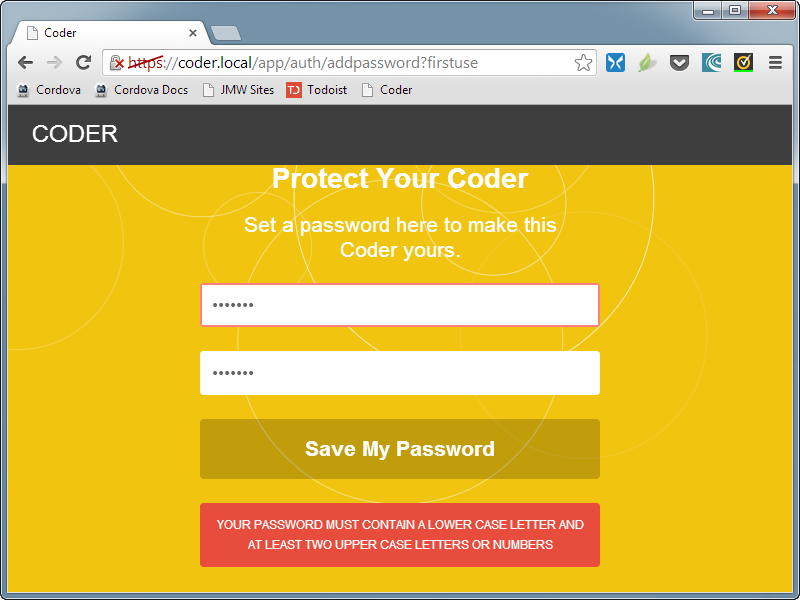 Coder
https://coder.local/app/auth/addpassword?firstuse
Cordova Cordova Docs JMW Sites TD Todoist Coder
CODER
Protect Your Coder
Set a password here to make this
Coder yours.
•••••••
•••••••
Save My Password
YOUR PASSWORD MUST CONTAIN A LOWER CASE LETTER AND
AT LEAST TWO UPPER CASE LETTERS OR NUMBERS